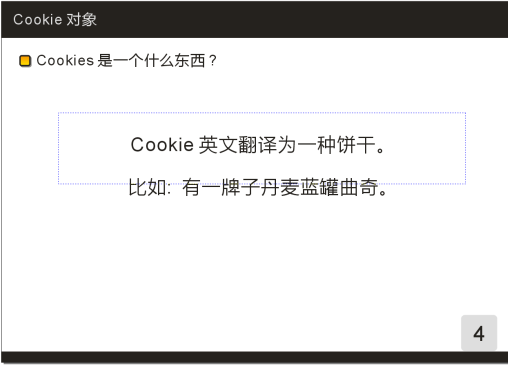 Cookie 对象
Cookies 是一个什么东西？
Cookie 英文翻译为一种饼干。
比如: 有一牌子丹麦蓝罐曲奇。
4